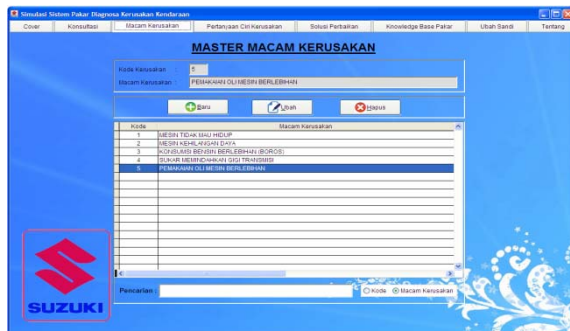 Simulasi Sistem Pakar Diagnosa Kerusakan Kendaraan
Cover Konsultasi Macam Kerusakan Pertanyaan Ciri Kerusakan Solusi Perbaikan Knowledge Base Pakar Ubah Sandi Tentang
MASTER MACAM KERUSAKAN
Kode Kerusakan : 5
Macam Kerusakan : PEMAKAIAN OLI MESIN BERLEBIHAN
Baru Ubah Hapus
Kode Macam Kerusakan
1 MESIN TIDAK MAU HIDUP
2 MESIN KEHILANGAN DAYA
3 KONSUMSI BENSIN BERLEBIHAN (BOROS)
4 SUKAR MEMINDAHKAN GIGI TRANSMISI
5 PEMAKAIAN OLI MESIN BERLEBIHAN
Pencarian : Kode Macam Kerusakan
SUZUKI